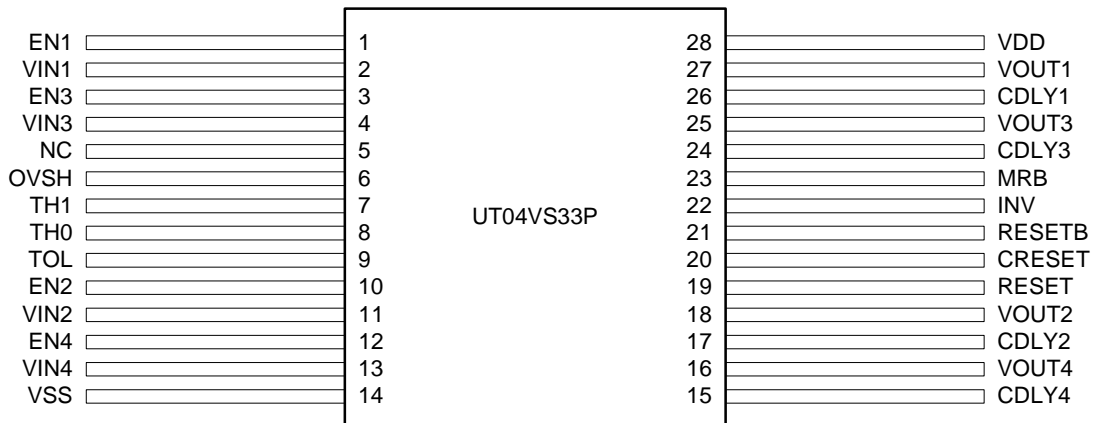 EN1 1 28 VDD
VIN1 2 27 VOUT1
EN3 3 26 CDLY1
VIN3 4 25 VOUT3
NC 5 24 CDLY3
OVSH 6 23 MRB
TH1 7 22 INV
UT04VS33P
TH0 8 21 RESETB
TOL 9 20 CRESET
EN2 10 19 RESET
VIN2 11 18 VOUT2
EN4 12 17 CDLY2
VIN4 13 16 VOUT4
VSS 14 15 CDLY4